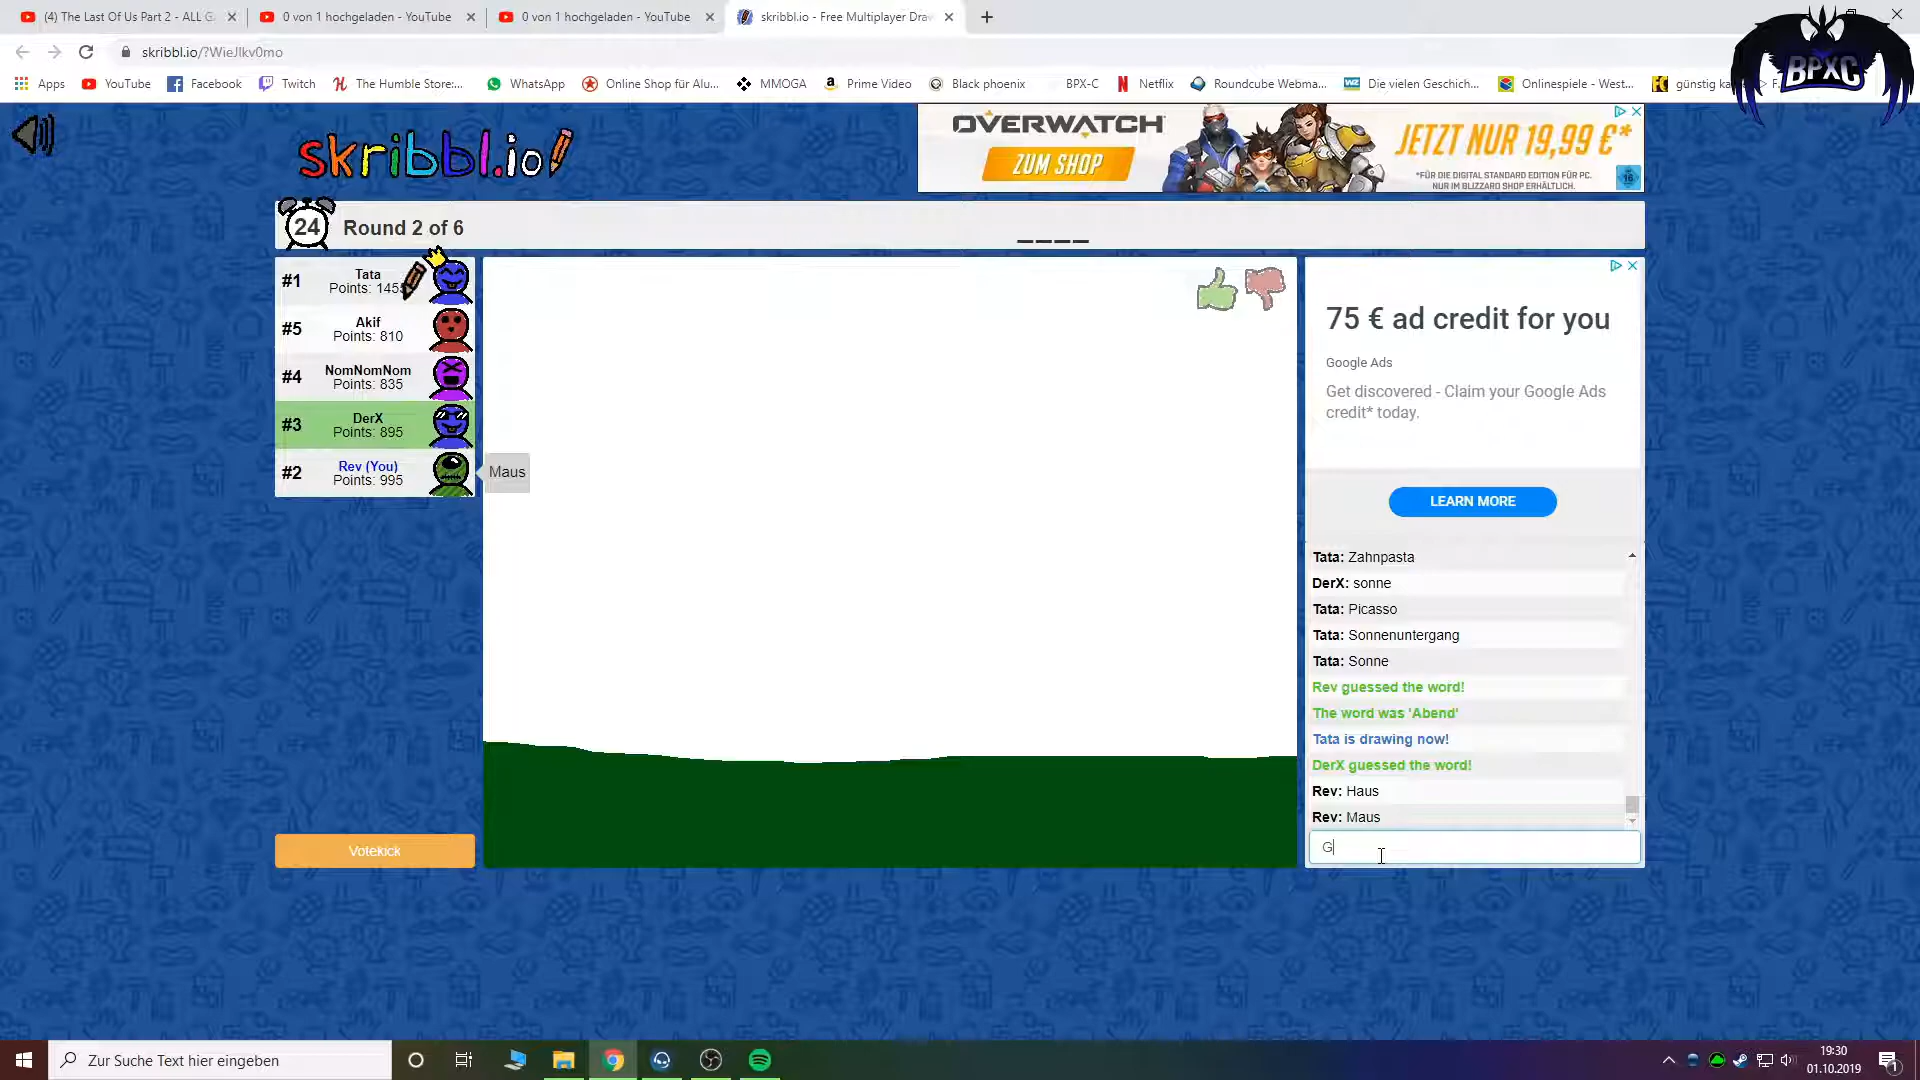 (4) The Last Of Us Part 2 - ALL G
0 von 1 hochgeladen - YouTube
0 von 1 hochgeladen - YouTube
skribbl.io - Free Multiplayer Draw
skribbl.io/?WieJlkv0mo
Apps
YouTube
Facebook
Twitch
The Humble Store:...
WhatsApp
Online Shop für Alu...
MMOGA
Prime Video
Black phoenix
BPX-C
Netflix
Roundcube Webma...
Die vielen Geschich...
Onlinespiele - West...
günstig ka
BPXC
skribbl.io
OVERWATCH
ZUM SHOP
JETZT NUR 19,99 €*
*FÜR DIE DIGITAL STANDARD EDITION FÜR PC.
NUR IM BLIZZARD SHOP ERHÄLTLICH.
16
24
Round 2 of 6
_ _ _ _
#1
Tata
Points: 1455
#5
Akif
Points: 810
#4
NomNomNom
Points: 835
#3
DerX
Points: 895
#2
Rev (You)
Points: 995
Maus
Votekick
75 € ad credit for you
Google Ads
Get discovered - Claim your Google Ads
credit* today.
LEARN MORE
Tata: Zahnpasta
DerX: sonne
Tata: Picasso
Tata: Sonnenuntergang
Tata: Sonne
Rev guessed the word!
The word was 'Abend'
Tata is drawing now!
DerX guessed the word!
Rev: Haus
Rev: Maus
G
Zur Suche Text hier eingeben
19:30
01.10.2019
1